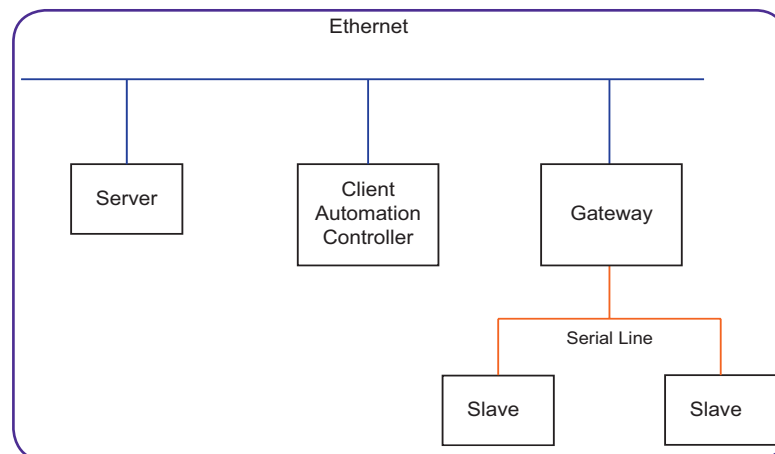 Ethernet
Server
Client
Automation
Controller
Gateway
Serial Line
Slave
Slave